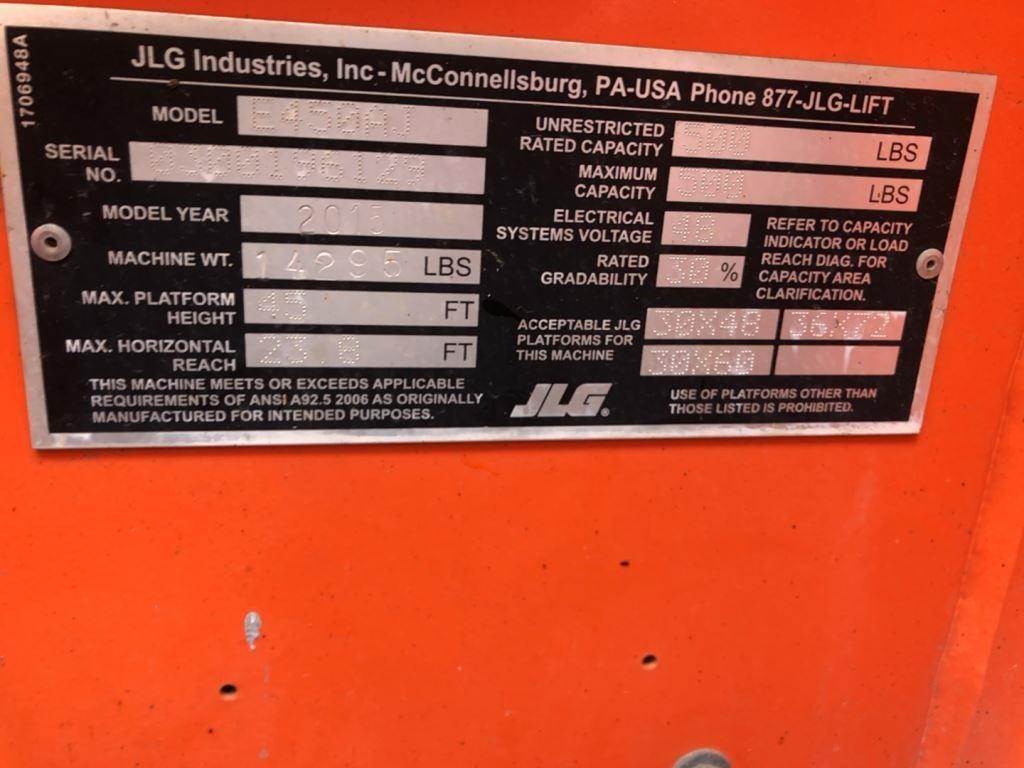 1706948A
JLG Industries, Inc - McConnellsburg, PA-USA Phone 877-JLG-LIFT
MODEL E450AJ
SERIAL NO. 0300196129
MODEL YEAR 2015
MACHINE WT. 14295 LBS
MAX. PLATFORM HEIGHT 45 FT
MAX. HORIZONTAL REACH 23 8 FT
THIS MACHINE MEETS OR EXCEEDS APPLICABLE
REQUIREMENTS OF ANSI A92.5 2006 AS ORIGINALLY
MANUFACTURED FOR INTENDED PURPOSES.
UNRESTRICTED RATED CAPACITY 500 LBS
MAXIMUM CAPACITY LBS
ELECTRICAL SYSTEMS VOLTAGE 48
RATED GRADABILITY 30 %
REFER TO CAPACITY
INDICATOR OR LOAD
REACH DIAG. FOR
CAPACITY AREA
CLARIFICATION.
ACCEPTABLE JLG
PLATFORMS FOR
THIS MACHINE
30X48 36X72
30X60
JLG®
USE OF PLATFORMS OTHER THAN
THOSE LISTED IS PROHIBITED.